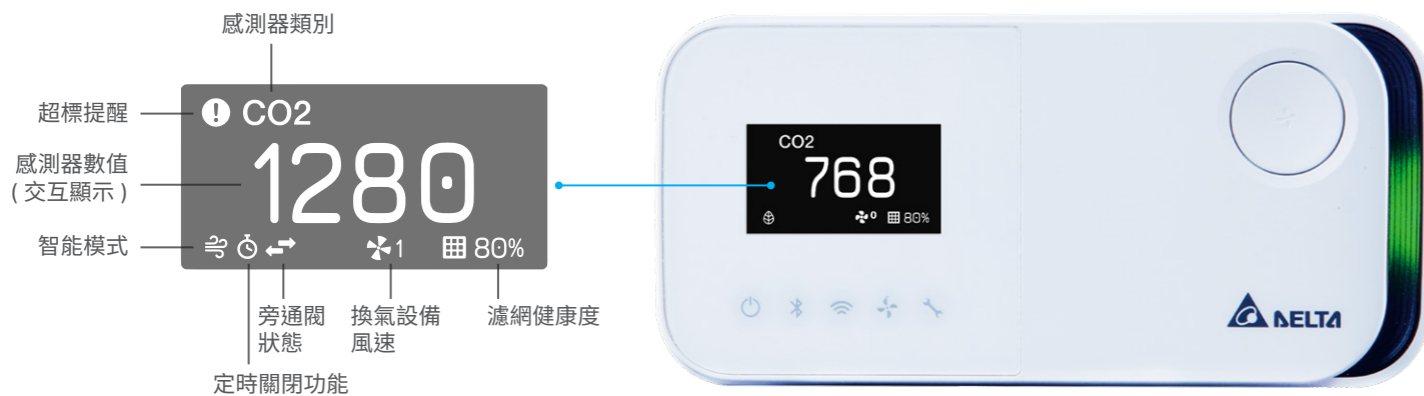 感測器類別
超標提醒
CO2
感測器數值
(交互顯示)
1280
智能模式
1
80%
旁通閥
狀態
換氣設備
風速
濾網健康度
定時關閉功能
CO2
768
0
80%
DELTA